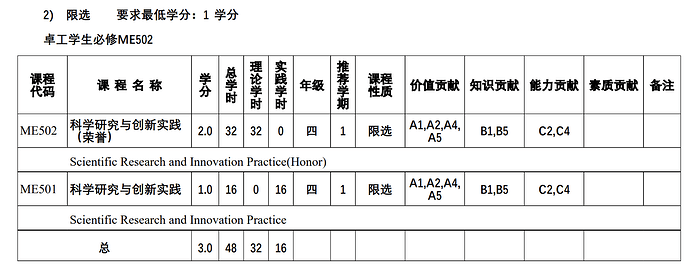 2) 限选 要求最低学分：1 学分
卓工学生必修ME502
课程代码 课 程 名 称 学分 总学时 理论学时 实践学时 年级 推荐学期 课程性质 价值贡献 知识贡献 能力贡献 素质贡献 备注
ME502 科学研究与创新实践（荣誉） 2.0 32 32 0 四 1 限选 A1,A2,A4,A5 B1,B5 C2,C4
Scientific Research and Innovation Practice(Honor)
ME501 科学研究与创新实践 1.0 16 0 16 四 1 限选 A1,A2,A4,A5 B1,B5 C2,C4
Scientific Research and Innovation Practice
总 3.0 48 32 16